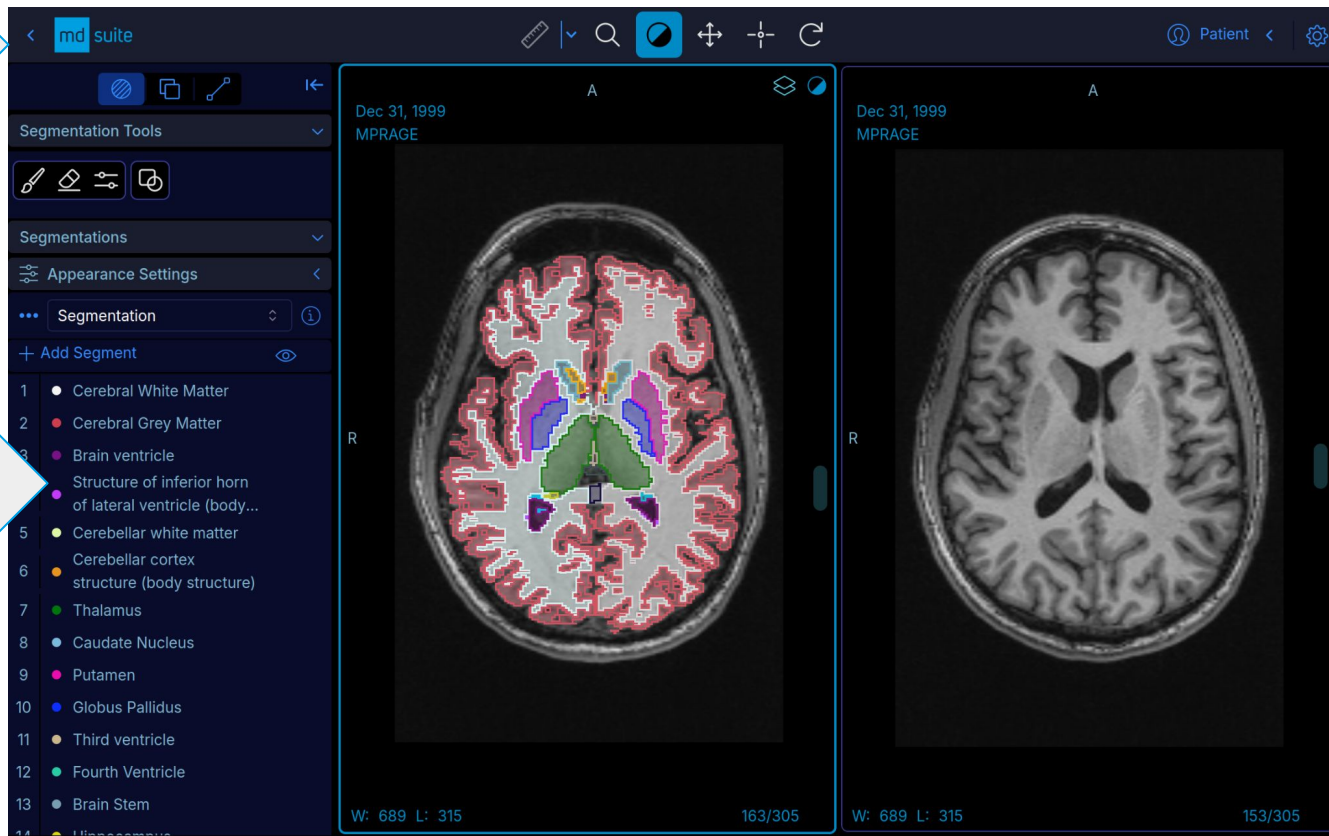 md suite
Patient
Segmentation Tools
Segmentations
Appearance Settings
Segmentation
Add Segment
1 Cerebral White Matter
2 Cerebral Grey Matter
3 Brain ventricle
Structure of inferior horn
of lateral ventricle (body...
5 Cerebellar white matter
6 Cerebellar cortex
structure (body structure)
7 Thalamus
8 Caudate Nucleus
9 Putamen
10 Globus Pallidus
11 Third ventricle
12 Fourth Ventricle
13 Brain Stem
14 Hippocampus
A
Dec 31, 1999
MPRAGE
R
W: 689 L: 315
163/305
A
Dec 31, 1999
MPRAGE
R
W: 689 L: 315
153/305